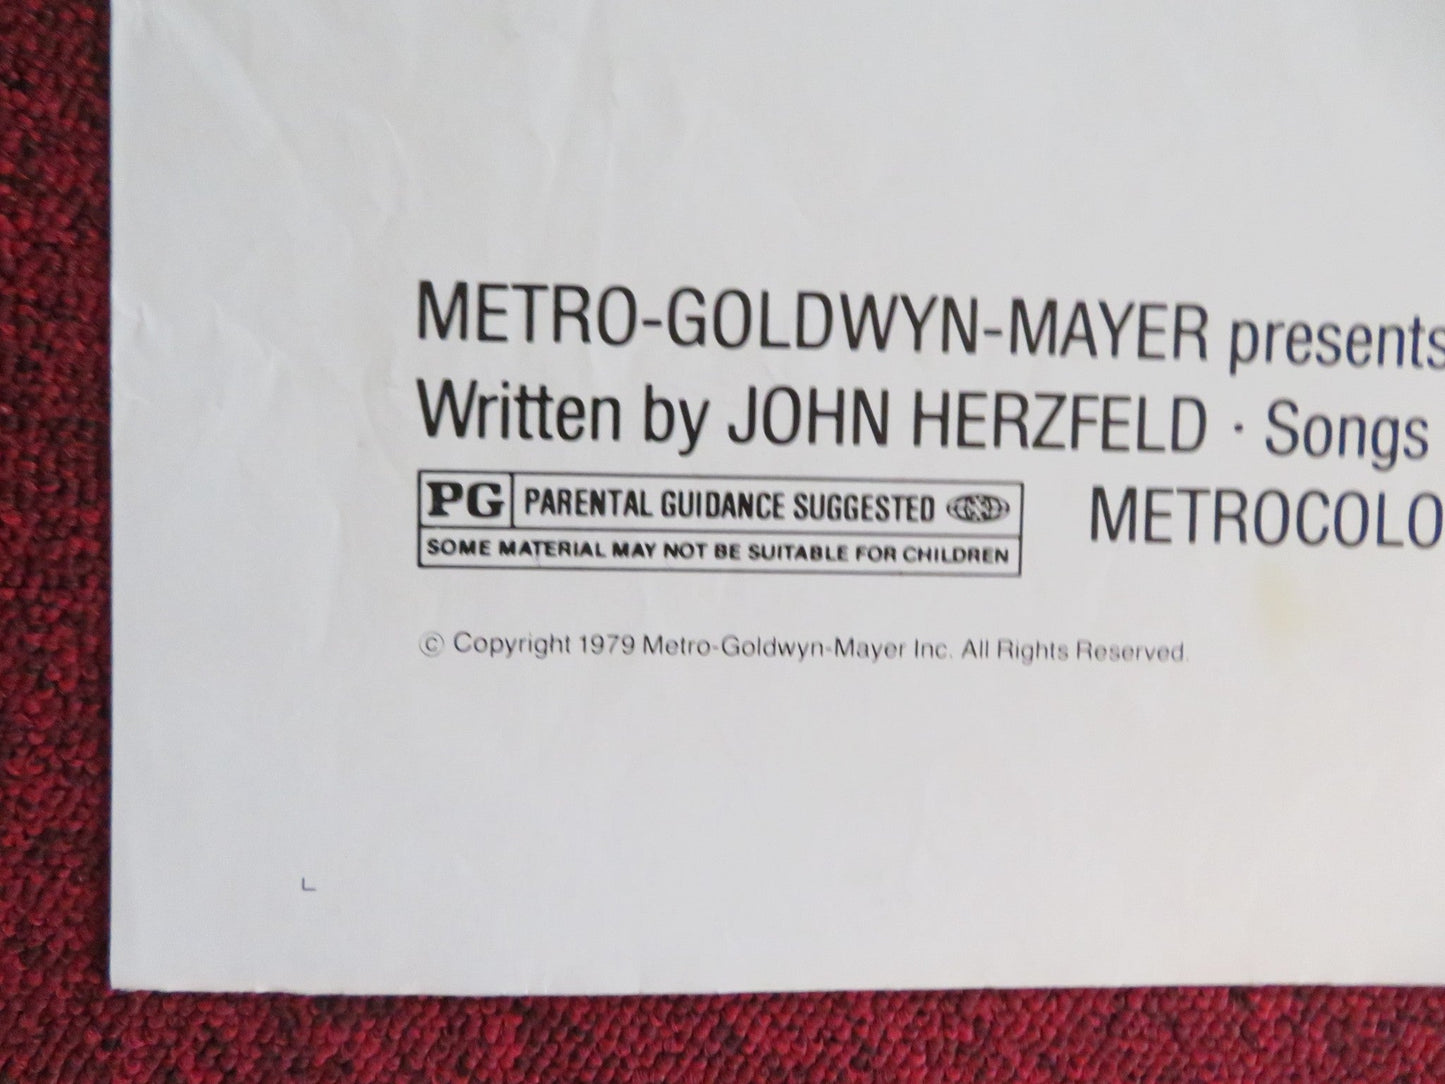 METRO-GOLDWYN-MAYER presents
Written by JOHN HERZFELD · Songs
PG PARENTAL GUIDANCE SUGGESTED
METROCOLO
SOME MATERIAL MAY NOT BE SUITABLE FOR CHILDREN
© Copyright 1979 Metro-Goldwyn-Mayer Inc. All Rights Reserved.